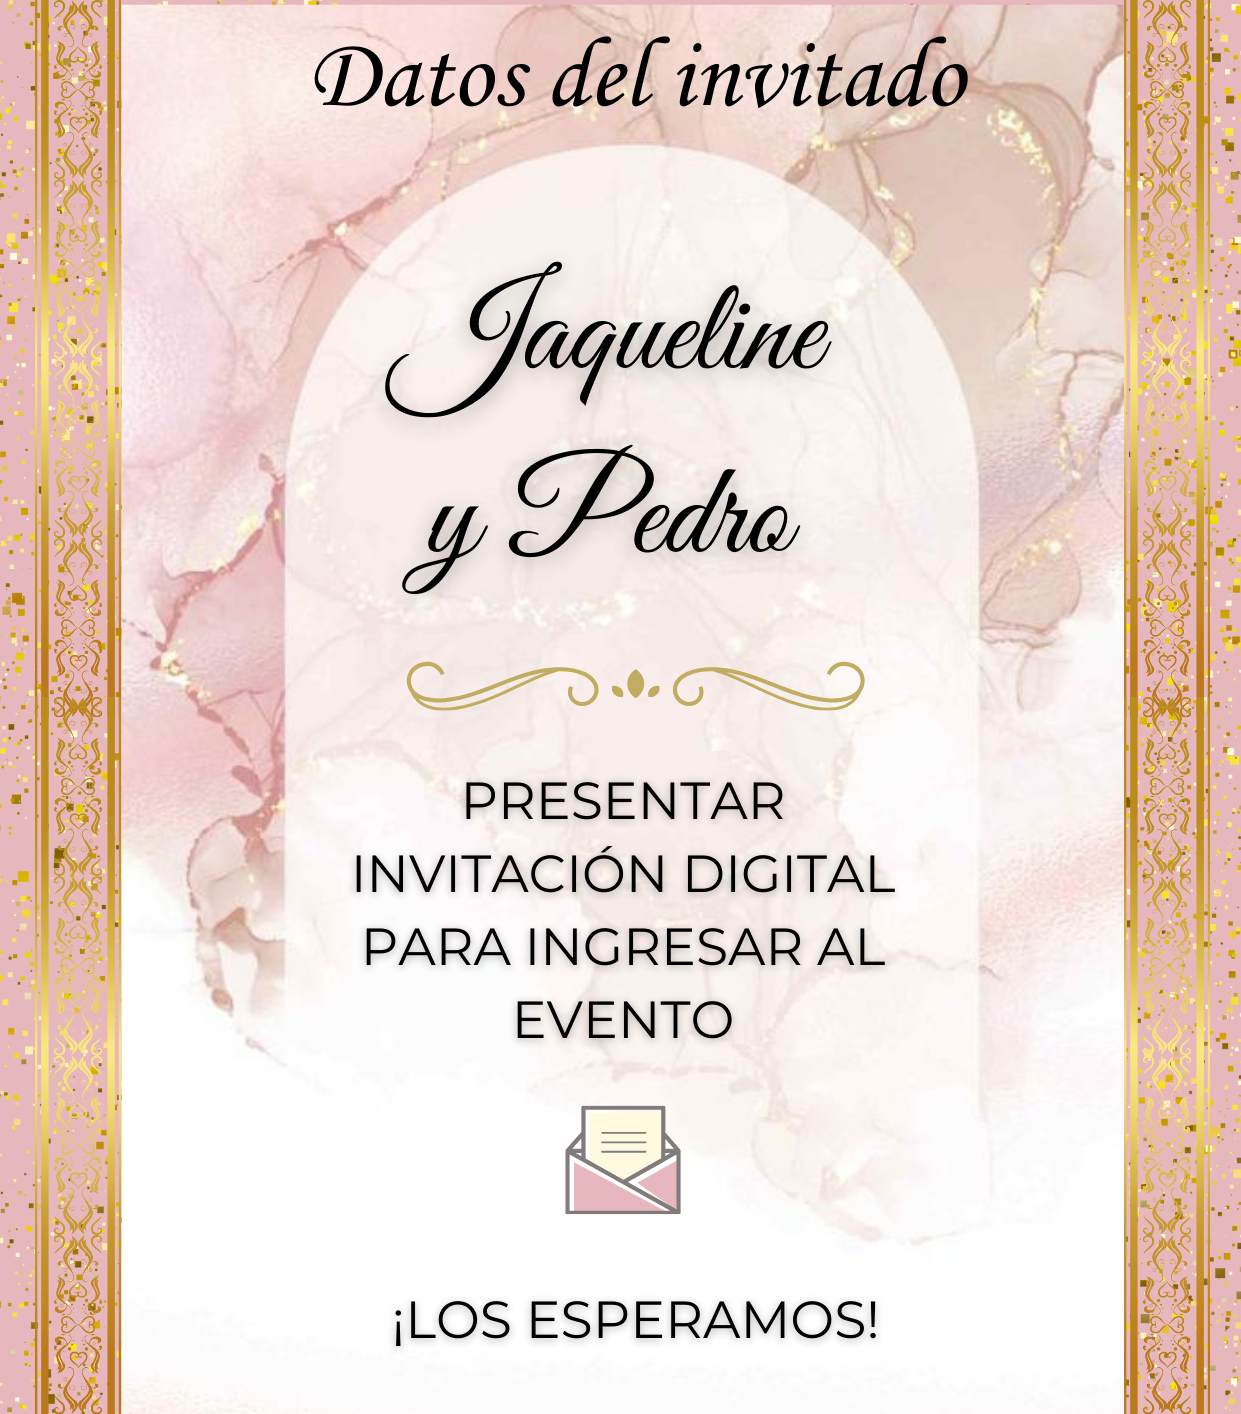 Datos del invitado
Jaqueline
y Pedro
PRESENTAR
INVITACIÓN DIGITAL
PARA INGRESAR AL
EVENTO
¡LOS ESPERAMOS!